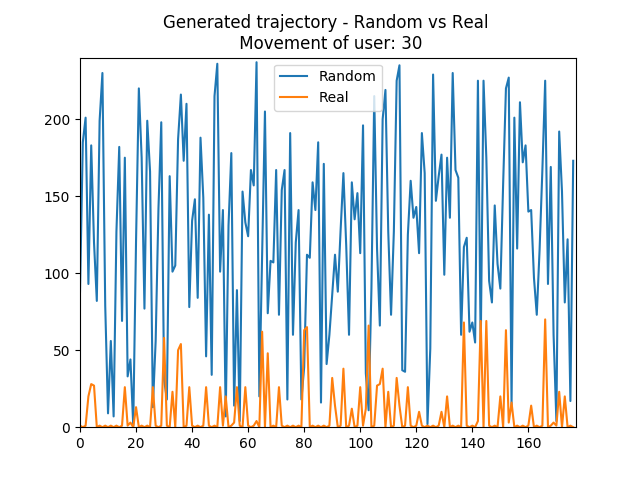 Generated trajectory - Random vs Real
Movement of user: 30
Random
Real
200
150
100
50
0
0 20 40 60 80 100 120 140 160